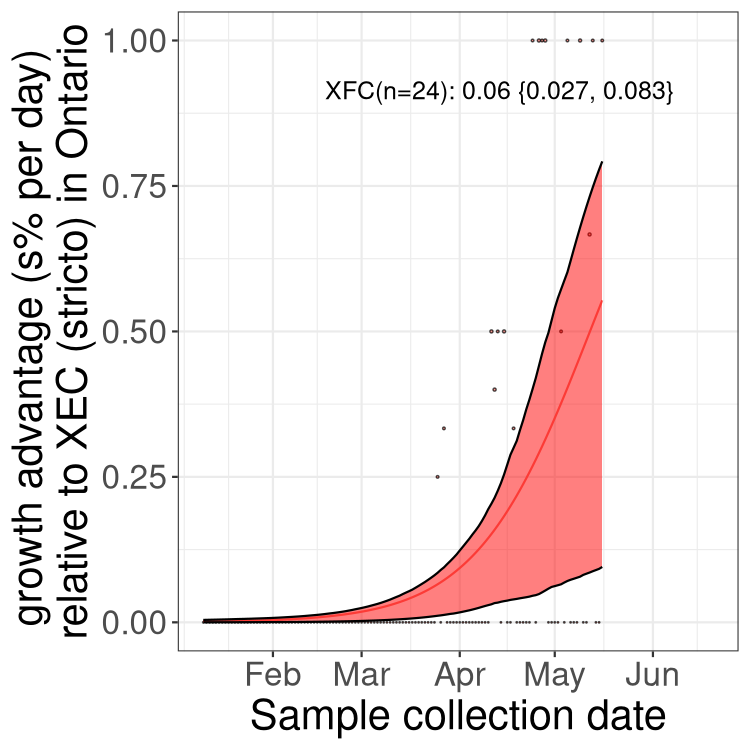 growth advantage (s% per day)
relative to XEC (stricto) in Ontario
1.00
0.75
0.50
0.25
0.00
XFC(n=24): 0.06 {0.027, 0.083}
Feb Mar Apr May Jun
Sample collection date